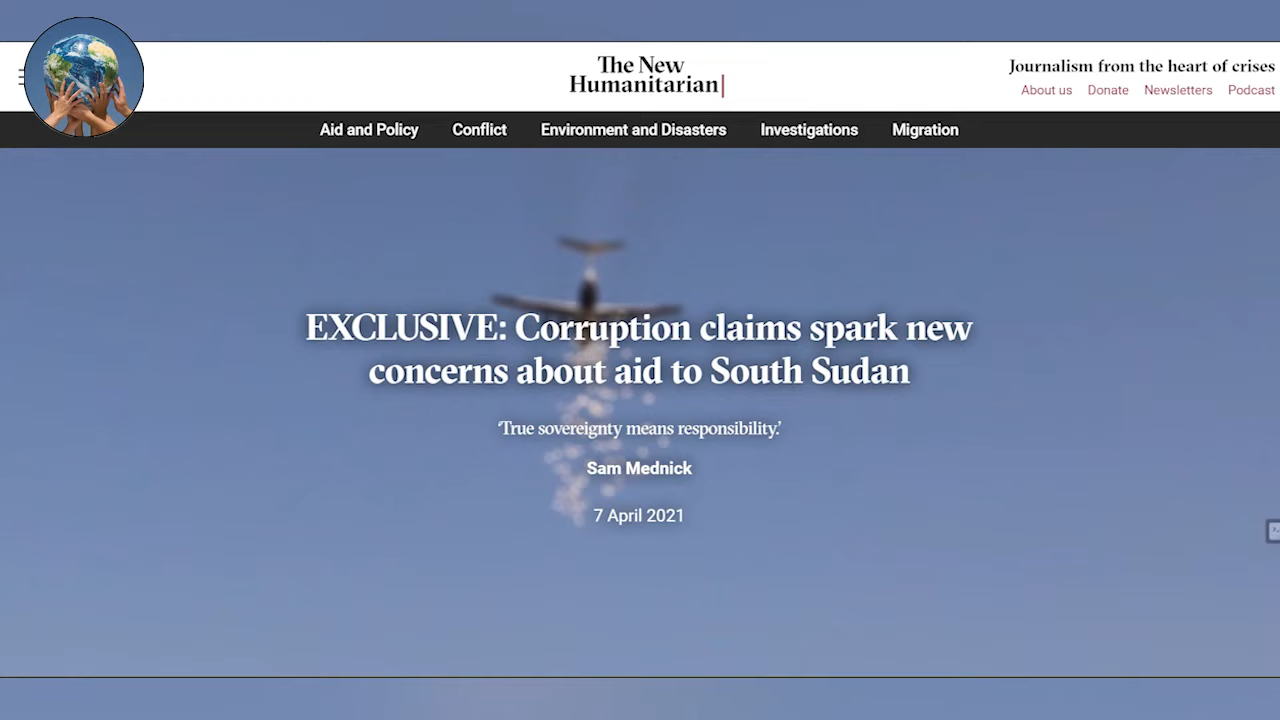 The New
Humanitarian
Journalism from the heart of crises
About us Donate Newsletters Podcast
Aid and Policy Conflict Environment and Disasters Investigations Migration
EXCLUSIVE: Corruption claims spark new
concerns about aid to South Sudan
‘True sovereignty means responsibility.’
Sam Mednick
7 April 2021